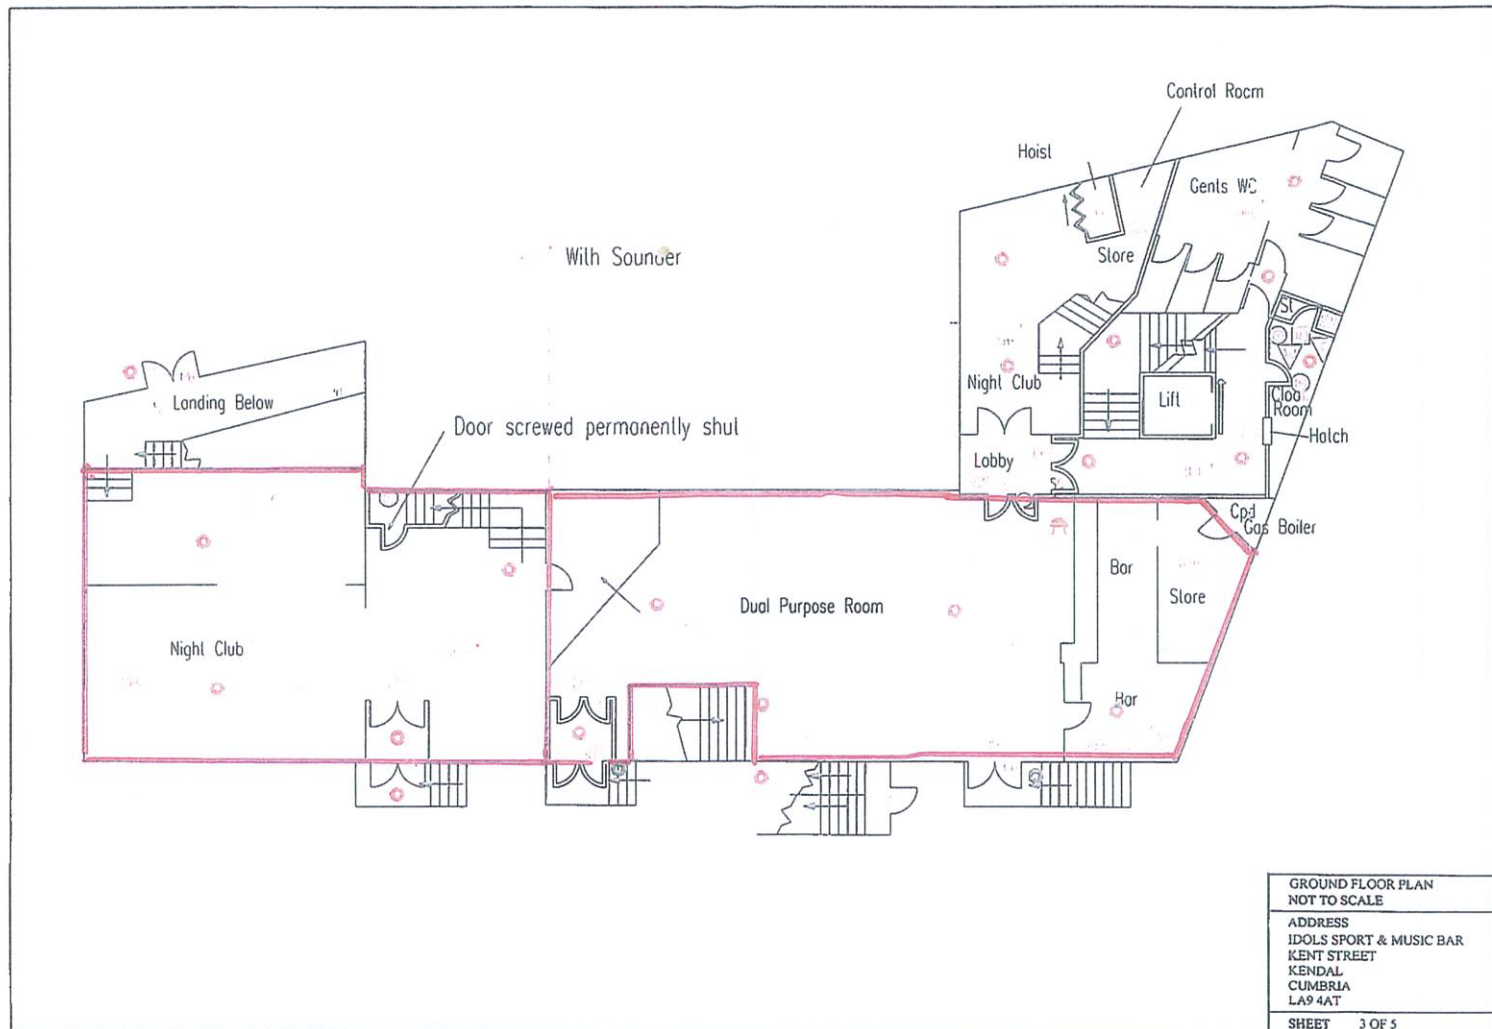 Control Room
Hoist
Gents WC
Store
With Sounder
St
Night Club
Lift
Landing Below
Cloa
Room
Door screwed permanently shut
Hatch
Lobby
Cpd
Gas Boiler
Bar
Store
Dual Purpose Room
Night Club
Bar
GROUND FLOOR PLAN
NOT TO SCALE
ADDRESS
IDOLS SPORT & MUSIC BAR
KENT STREET
KENDAL
CUMBRIA
LA9 4AT
SHEET 3 OF 5